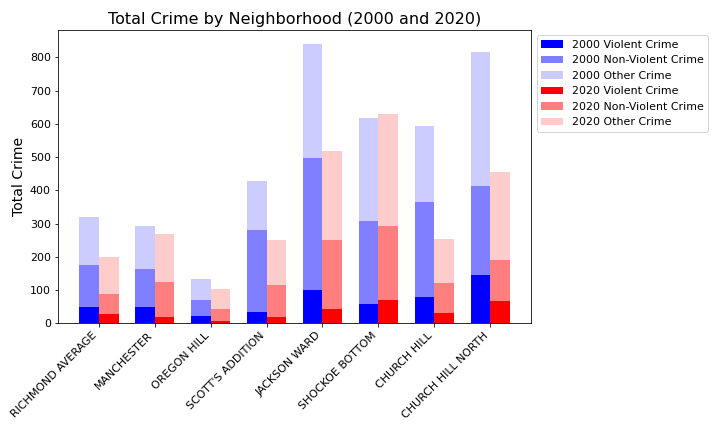 Total Crime by Neighborhood (2000 and 2020)
Total Crime
800
700
600
500
400
300
200
100
0
RICHMOND AVERAGE
MANCHESTER
OREGON HILL
SCOTT'S ADDITION
JACKSON WARD
SHOCKOE BOTTOM
CHURCH HILL
CHURCH HILL NORTH
2000 Violent Crime
2000 Non-Violent Crime
2000 Other Crime
2020 Violent Crime
2020 Non-Violent Crime
2020 Other Crime